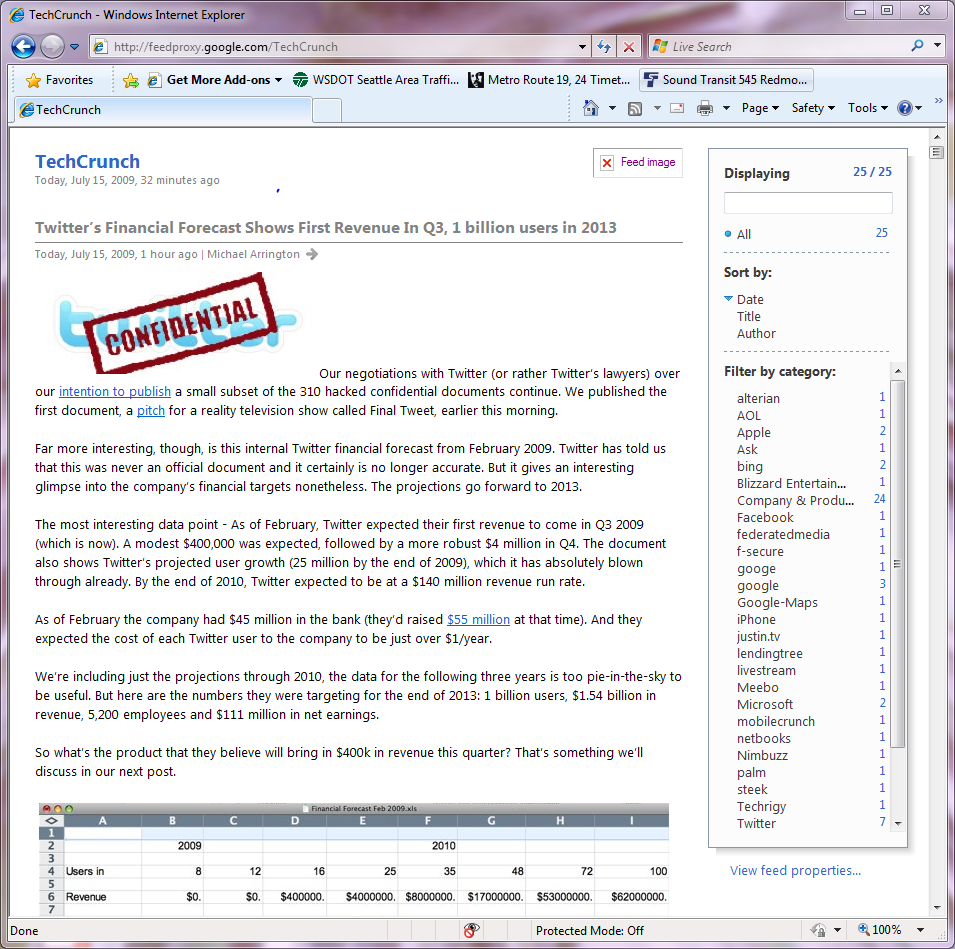 TechCrunch - Windows Internet Explorer
http://feedproxy.google.com/TechCrunch
Live Search
Favorites
Get More Add-ons
WSDOT Seattle Area Traffi...
Metro Route 19, 24 Timet...
Sound Transit 545 Redmo...
TechCrunch
Page
Safety
Tools
TechCrunch
Today, July 15, 2009, 32 minutes ago
Feed image
,
Twitter's Financial Forecast Shows First Revenue In Q3, 1 billion users in 2013
Today, July 15, 2009, 1 hour ago | Michael Arrington
twitter
CONFIDENTIAL
Our negotiations with Twitter (or rather Twitter's lawyers) over
our intention to publish a small subset of the 310 hacked confidential documents continue. We published the
first document, a pitch for a reality television show called Final Tweet, earlier this morning.
Far more interesting, though, is this internal Twitter financial forecast from February 2009. Twitter has told us
that this was never an official document and it certainly is no longer accurate. But it gives an interesting
glimpse into the company's financial targets nonetheless. The projections go forward to 2013.
The most interesting data point - As of February, Twitter expected their first revenue to come in Q3 2009
(which is now). A modest $400,000 was expected, followed by a more robust $4 million in Q4. The document
also shows Twitter's projected user growth (25 million by the end of 2009), which it has absolutely blown
through already. By the end of 2010, Twitter expected to be at a $140 million revenue run rate.
As of February the company had $45 million in the bank (they'd raised $55 million at that time). And they
expected the cost of each Twitter user to the company to be just over $1/year.
We're including just the projections through 2010, the data for the following three years is too pie-in-the-sky to
be useful. But here are the numbers they were targeting for the end of 2013: 1 billion users, $1.54 billion in
revenue, 5,200 employees and $111 million in net earnings.
So what's the product that they believe will bring in $400k in revenue this quarter? That's something we'll
discuss in our next post.
Financial Forecast Feb 2009.xls
A B C D E F G H I
1
2 2009 2010
3
4 Users in 8 12 16 25 35 48 72 100
5
6 Revenue $0. $0. $400000. $4000000. $8000000. $17000000. $53000000. $62000000.
7
Displaying 25 / 25
All 25
Sort by:
Date
Title
Author
Filter by category:
alterian 1
AOL 1
Apple 2
Ask 1
bing 2
Blizzard Entertain... 1
Company & Produ... 24
Facebook 1
federatedmedia 1
f-secure 1
googe 1
google 3
Google-Maps 1
iPhone 1
justin.tv 1
lendingtree 1
livestream 1
Meebo 1
Microsoft 2
mobilecrunch 1
netbooks 1
Nimbuzz 1
palm 1
steek 1
Techrigy 1
Twitter 7
View feed properties...
Done
Protected Mode: Off
100%